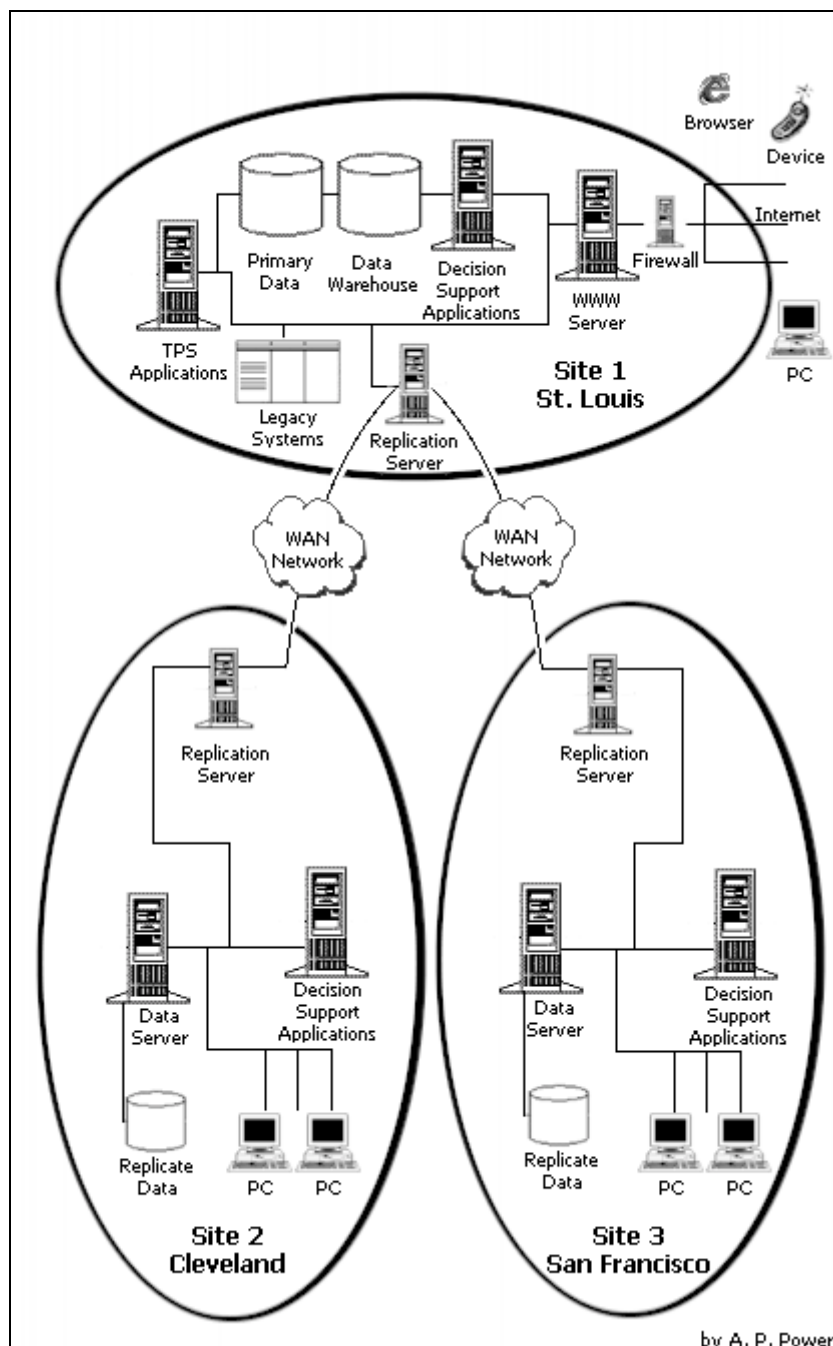 Browser
Device
Internet
Firewall
PC
Primary
Data
Data
Warehouse
Decision
Support
Applications
WWW
Server
TPS
Applications
Legacy
Systems
Replication
Server
Site 1
St. Louis
WAN
Network
WAN
Network
Replication
Server
Data
Server
Decision
Support
Applications
Replicate
Data
PC
PC
Site 2
Cleveland
Replication
Server
Data
Server
Decision
Support
Applications
Replicate
Data
PC
PC
Site 3
San Francisco
by A. P. Power